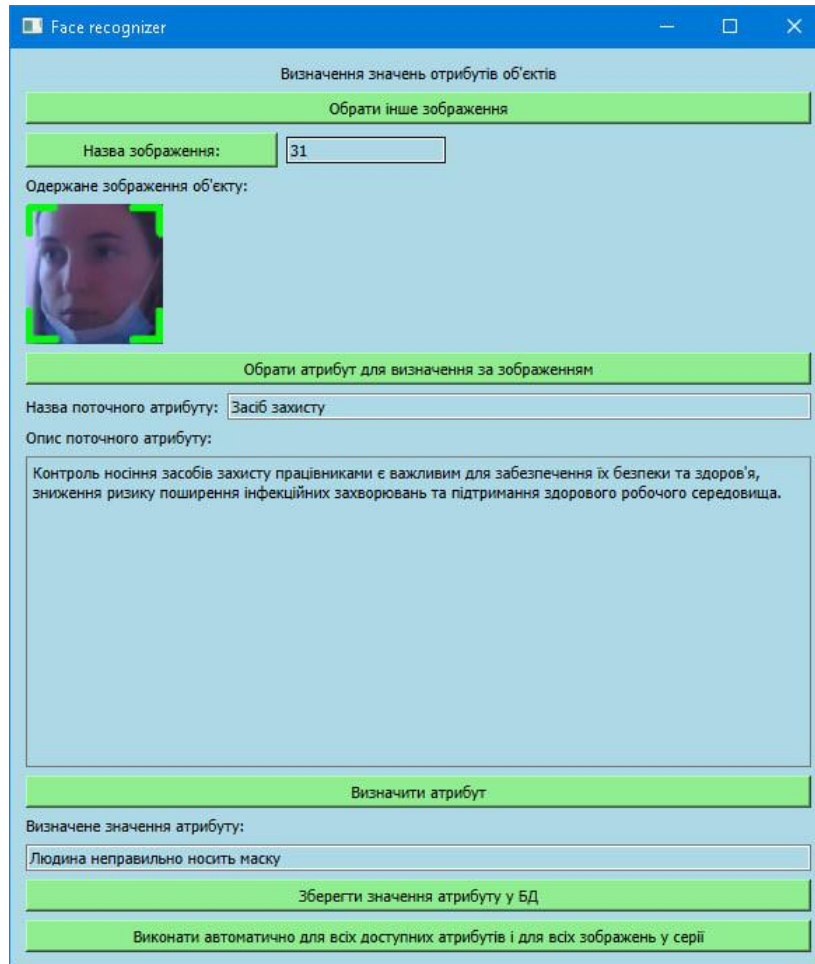 Face recognizer
Визначення значень отрибутів об'єктів
Обрати інше зображення
Назва зображення: 31
Одержане зображення об'єкту:
Обрати атрибут для визначення за зображенням
Назва поточного атрибуту: Засіб захисту
Опис поточного атрибуту:
Контроль носіння засобів захисту працівниками є важливим для забезпечення їх безпеки та здоров'я,
зниження ризику поширення інфекційних захворювань та підтримання здорового робочого середовища.
Визначити атрибут
Визначене значення атрибуту:
Людина неправильно носить маску
Зберегти значення атрибуту у БД
Виконати автоматично для всіх доступних атрибутів і для всіх зображень у серії